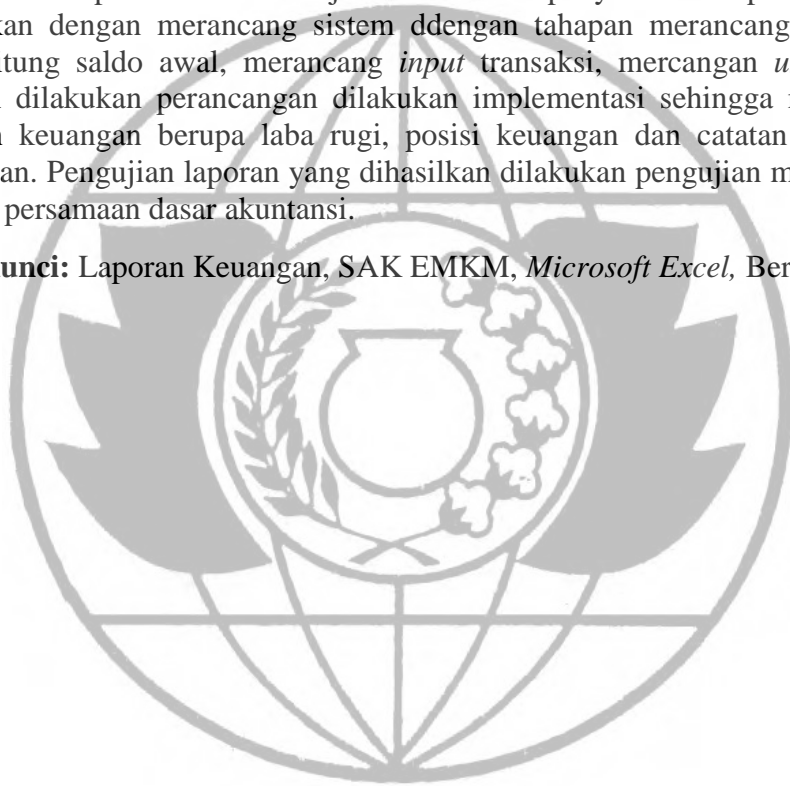 kan dengan merancang sistem ddengan tahapan merancang
ntung saldo awal, merancang input transaksi, mercangan u
dilakukan perancangan dilakukan implementasi sehingga
n keuangan berupa laba rugi, posisi keuangan dan catatan
an. Pengujian laporan yang dihasilkan dilakukan pengujian m
persamaan dasar akuntansi.
unci: Laporan Keuangan, SAK EMKM, Microsoft Excel, Ber